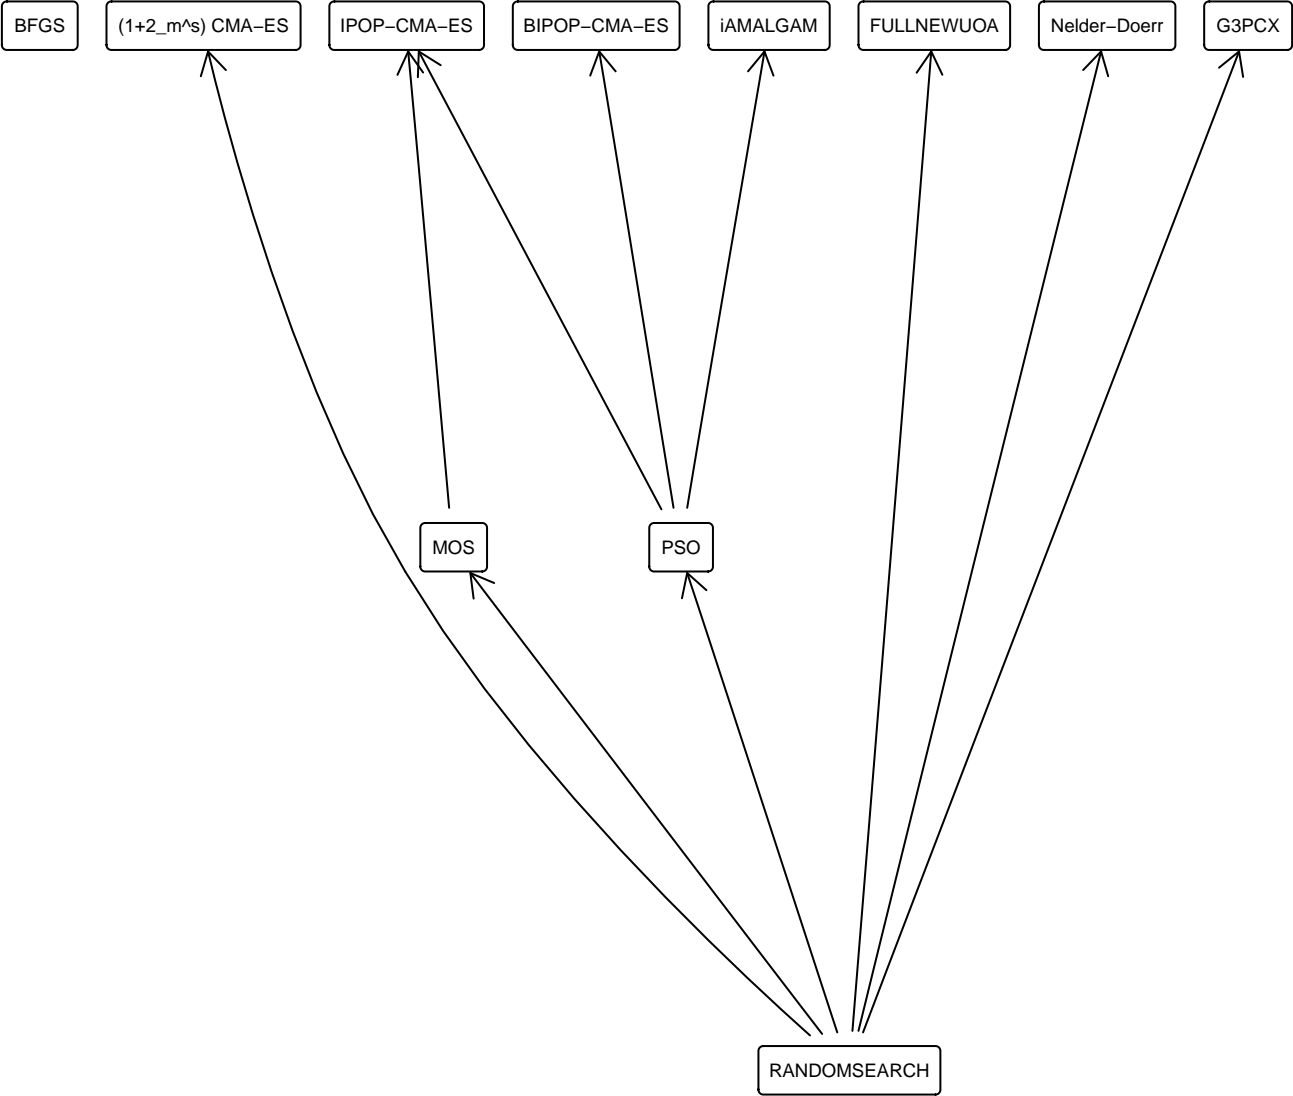 BFGS
(1+2_m^s) CMA−ES
IPOP−CMA−ES
BIPOP−CMA−ES
iAMALGAM
FULLNEWUOA
Nelder−Doerr
G3PCX
MOS
PSO
RANDOMSEARCH